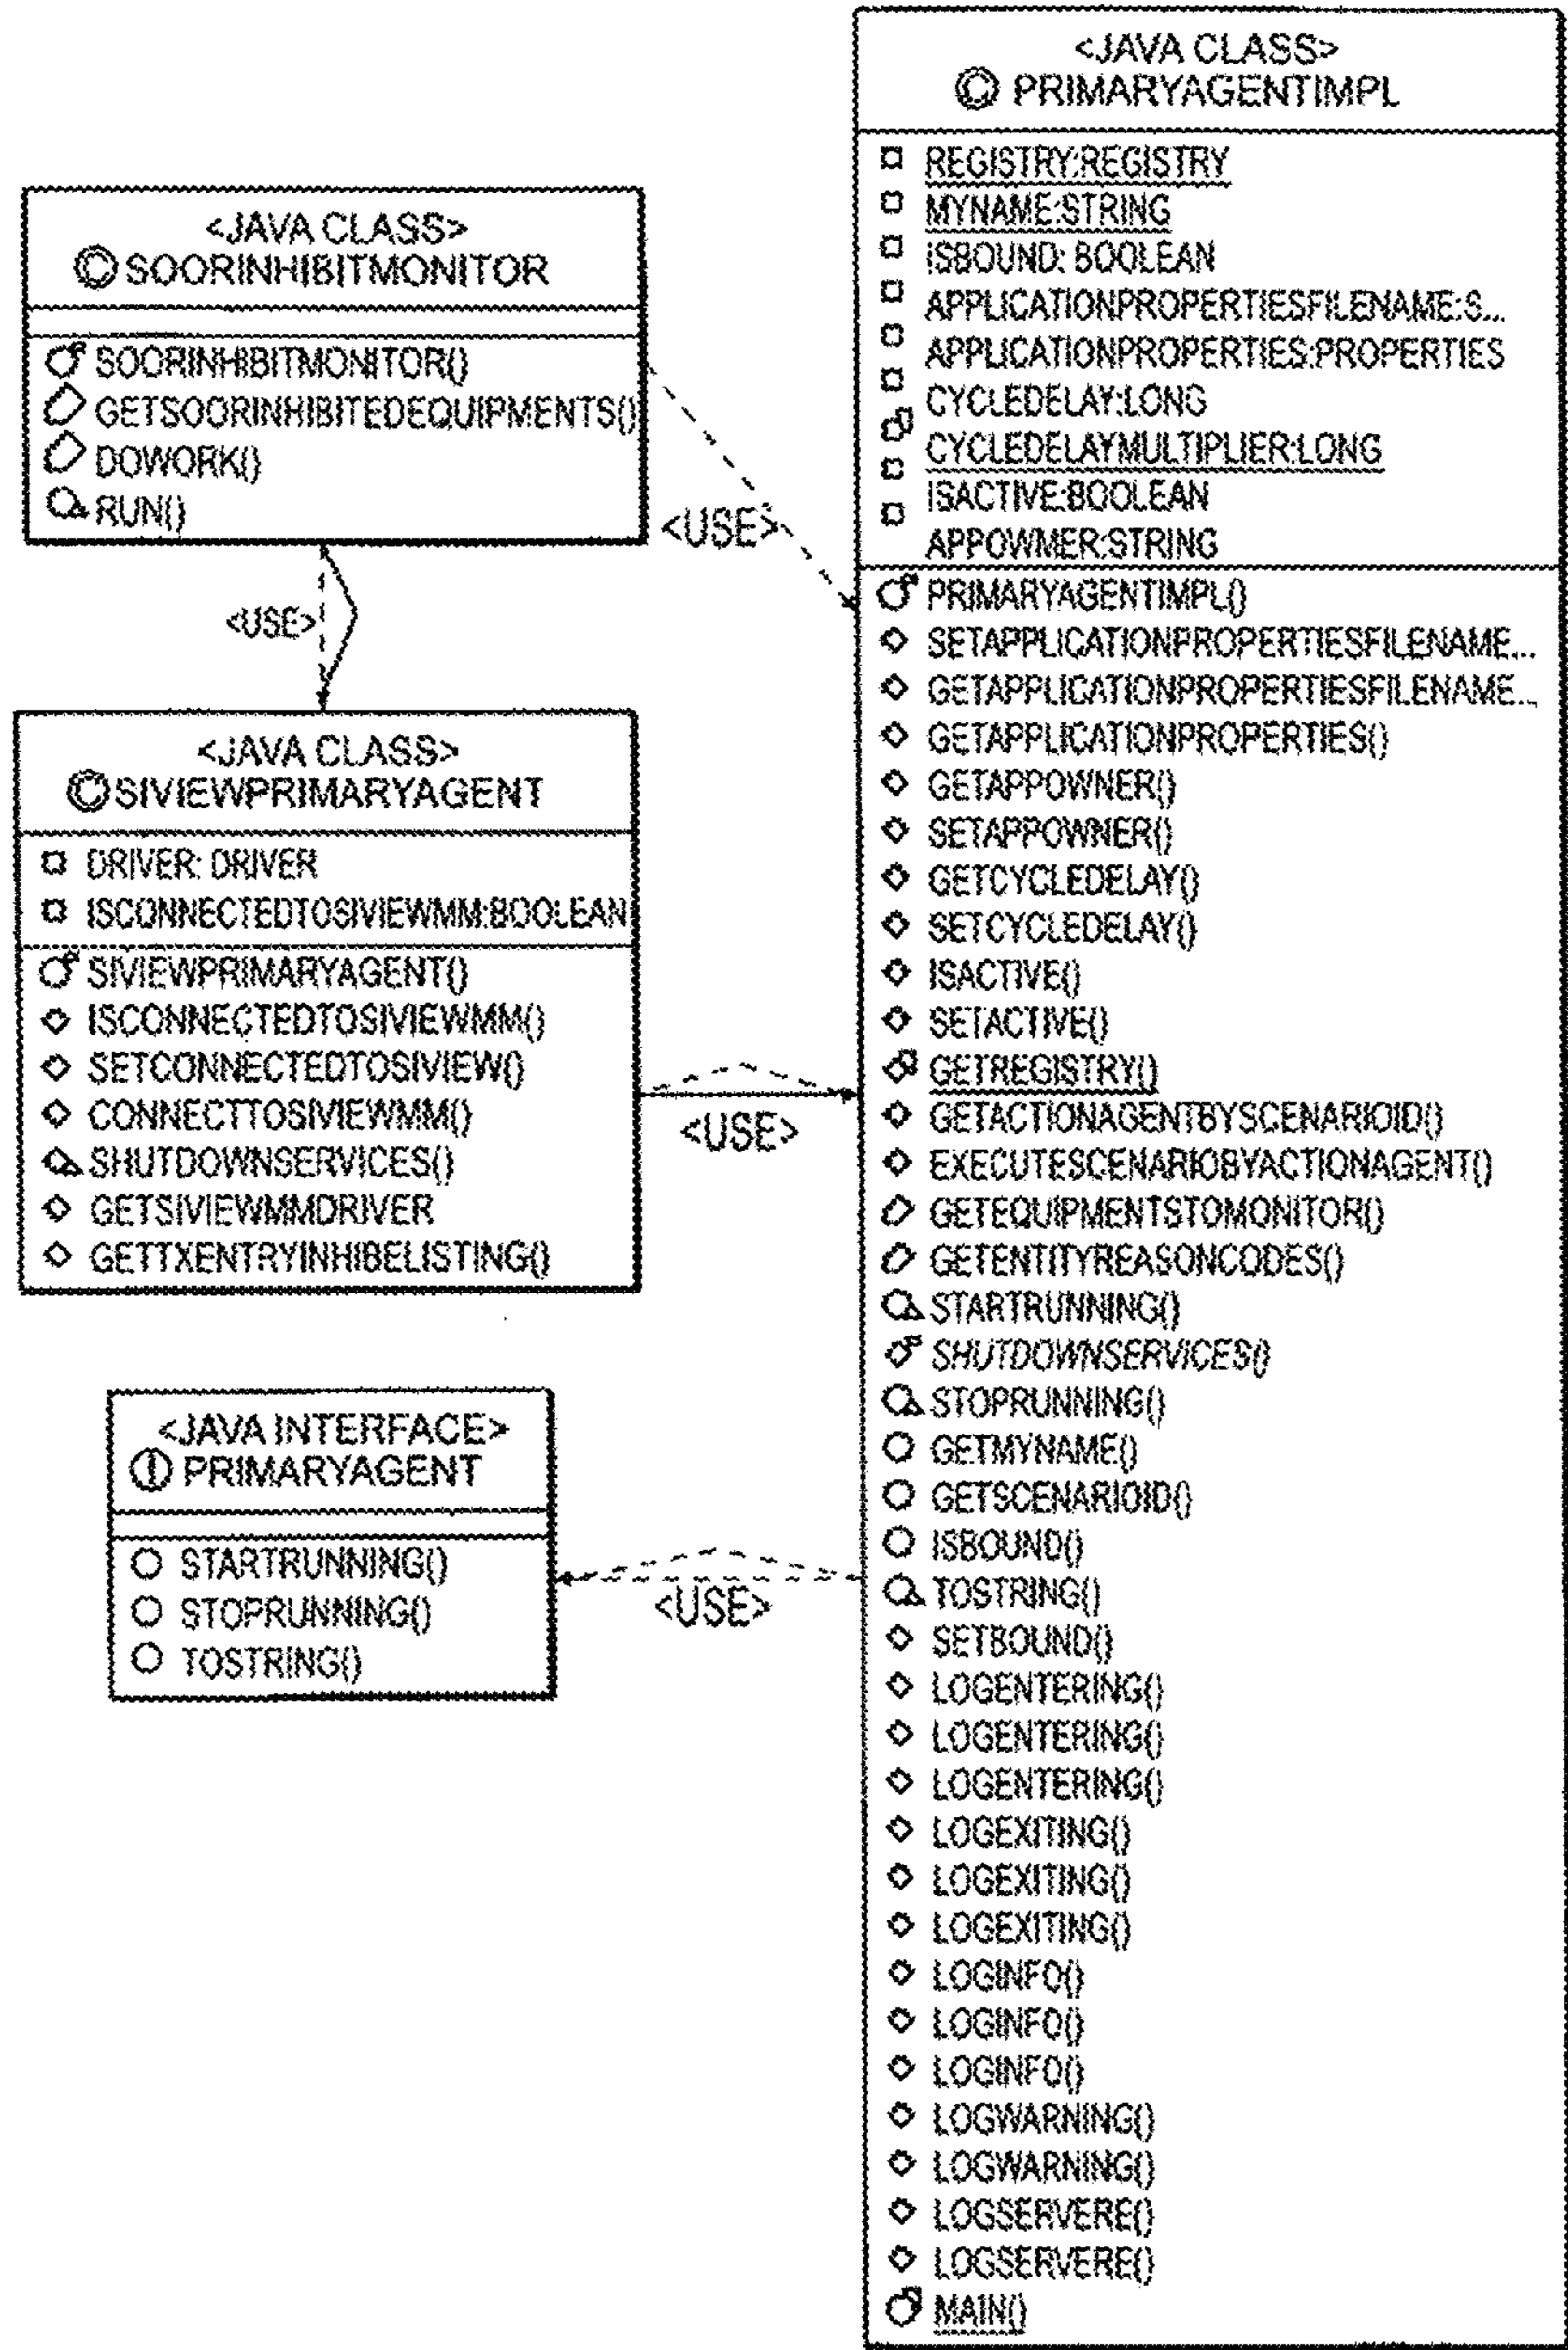 <JAVA CLASS>
SOORINHIBITMONITOR
SOORINHIBITMONITOR()
GETSOORINHIBITEDEQUIPMENTS()
DOWORK()
RUN()
<USE>
<USE>
<JAVA CLASS>
SIVIEWPRIMARYAGENT
DRIVER: DRIVER
ISCONNECTEDTOSIVIEWMM:BOOLEAN
SIVIEWPRIMARYAGENT()
ISCONNECTEDTOSIVIEWMM()
SETCONNECTEDTOSIVIEW()
CONNECTTOSIVIEWMM()
SHUTDOWNSERVICES()
GETSIVIEWMMDRIVER
GETTXENTRYINHIBELISTING()
<USE>
<JAVA INTERFACE>
PRIMARYAGENT
STARTRUNNING()
STOPRUNNING()
TOSTRING()
<USE>
<JAVA CLASS>
PRIMARYAGENTIMPL
REGISTRY:REGISTRY
MYNAME:STRING
ISBOUND: BOOLEAN
APPLICATIONPROPERTIESFILENAME:S...
APPLICATIONPROPERTIES:PROPERTIES
CYCLEDELAY:LONG
CYCLEDELAYMULTIPLIER:LONG
ISACTIVE:BOOLEAN
APPOWMER:STRING
PRIMARYAGENTIMPL()
SETAPPLICATIONPROPERTIESFILENAME...
GETAPPLICATIONPROPERTIESFILENAME...
GETAPPLICATIONPROPERTIES()
GETAPPOWNER()
SETAPPOWNER()
GETCYCLEDELAY()
SETCYCLEDELAY()
ISACTIVE()
SETACTIVE()
GETREGISTRY()
GETACTIONAGENTBYSCENARIOID()
EXECUTESCENARIOBYACTIONAGENT()
GETEQUIPMENTSTOMONITOR()
GETENTITYREASONCODES()
STARTRUNNING()
SHUTDOWNSERVICES()
STOPRUNNING()
GETMYNAME()
GETSCENARIOID()
ISBOUND()
TOSTRING()
SETBOUND()
LOGENTERING()
LOGENTERING()
LOGENTERING()
LOGEXITING()
LOGEXITING()
LOGEXITING()
LOGINFO()
LOGINFO()
LOGINFO()
LOGWARNING()
LOGWARNING()
LOGSERVERE()
LOGSERVERE()
MAIN()